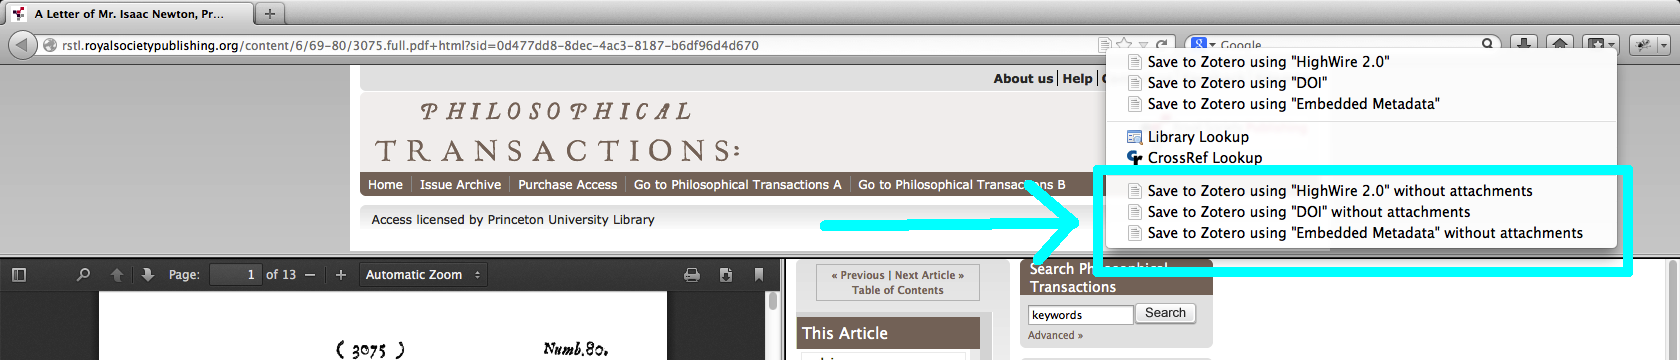 A Letter of Mr. Isaac Newton, Pr...
rstl.royalsocietypublishing.org/content/6/69-80/3075.full.pdf+html?sid=0d477dd8-8dec-4ac3-8187-b6df96d4d670
Google
Save to Zotero using "HighWire 2.0"
Save to Zotero using "DOI"
Save to Zotero using "Embedded Metadata"
Library Lookup
CrossRef Lookup
Save to Zotero using "HighWire 2.0" without attachments
Save to Zotero using "DOI" without attachments
Save to Zotero using "Embedded Metadata" without attachments
About us | Help |
PHILOSOPHICAL
TRANSACTIONS:
Home | Issue Archive | Purchase Access | Go to Philosophical Transactions A | Go to Philosophical Transactions B
Access licensed by Princeton University Library
Page: 1 of 13 Automatic Zoom
( 3075 ) Numb.80.
« Previous | Next Article »
Table of Contents
This Article
Search Philosophical
Transactions
keywords Search
Advanced »